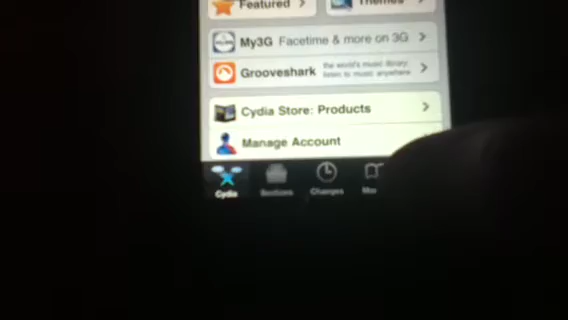 Featured
Themes
My3G Facetime & more on 3G
Grooveshark the world's music library
listen to music anywhere
Cydia Store: Products
Manage Account
Cydia Sections Changes